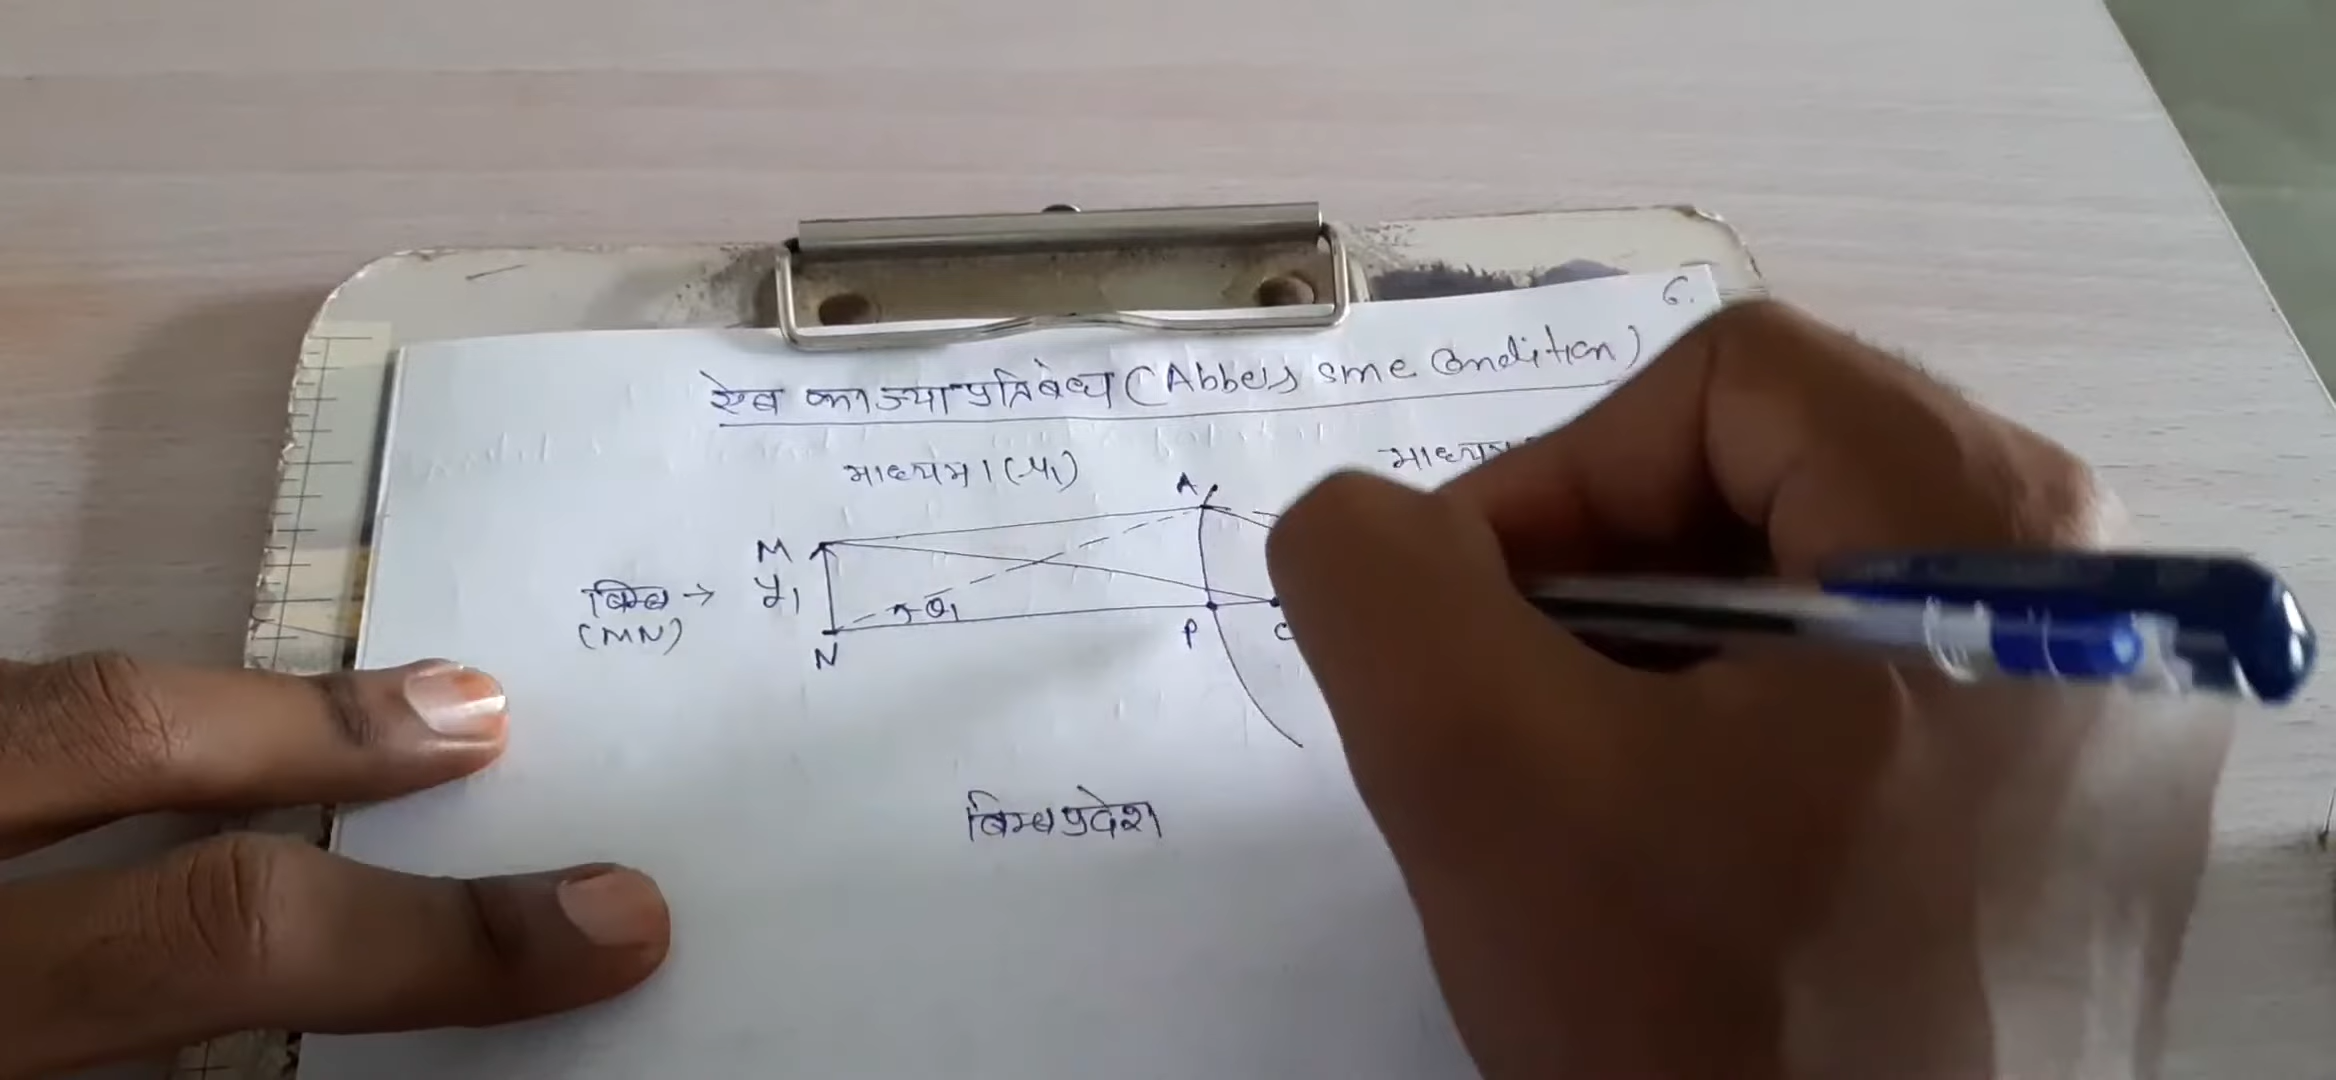 6.
ऐब का ज्या प्रतिबंध (Abbe's sine Condition)
माध्यम 1 (μ1)
A
M
बिम्ब → y1
(MN)
θ1
N
P
C
बिम्ब प्रदेश